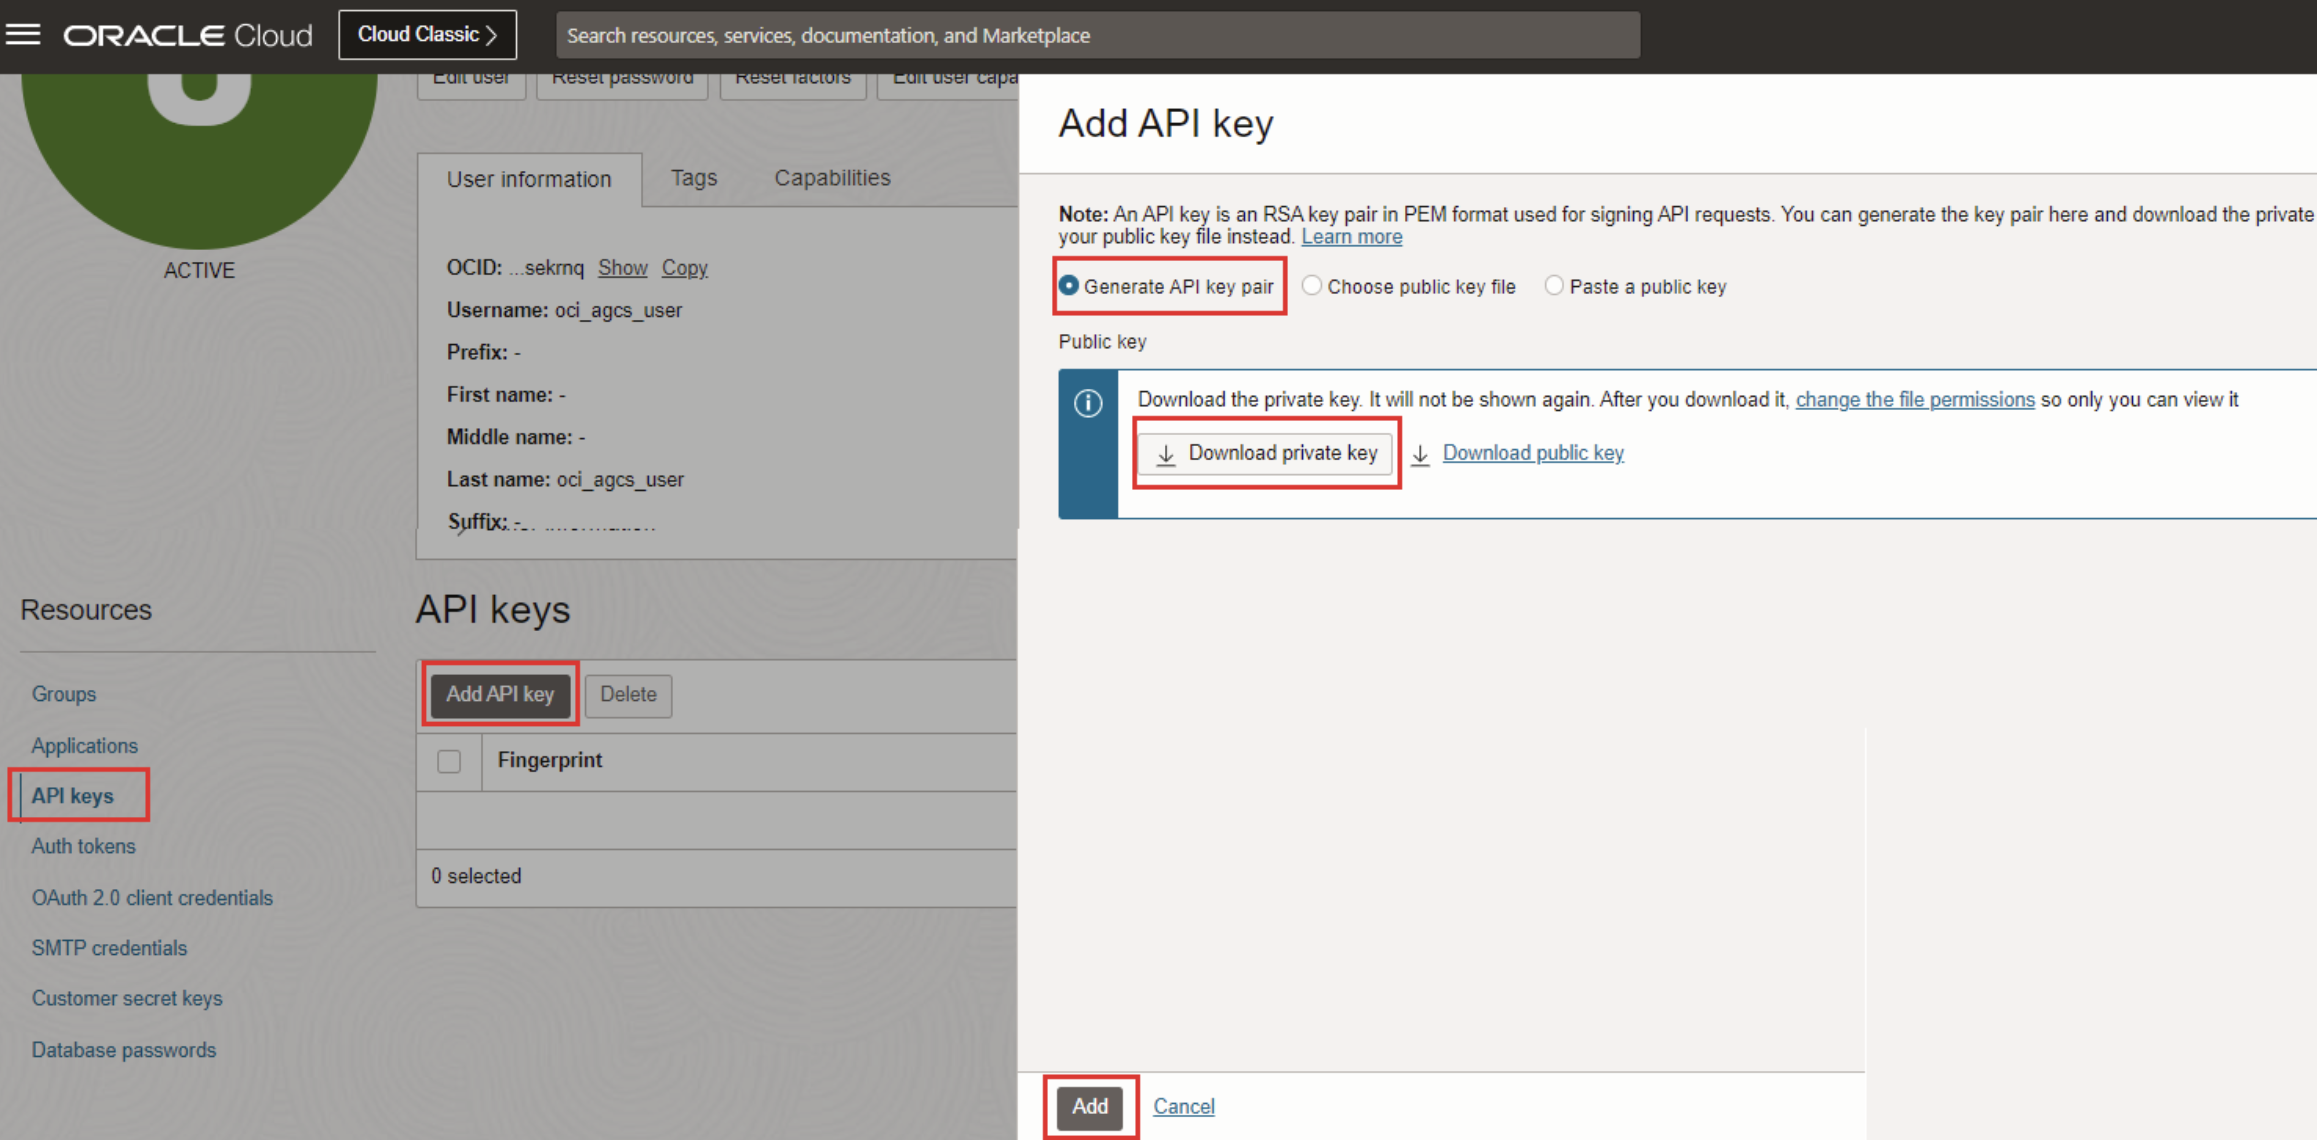 ORACLE Cloud
Cloud Classic
Search resources, services, documentation, and Marketplace
Edit user
Reset password
Reset factors
Edit user capa
ACTIVE
User information
Tags
Capabilities
OCID: ...sekrnq Show Copy
Username: oci_agcs_user
Prefix: -
First name: -
Middle name: -
Last name: oci_agcs_user
Suffix: -
Resources
Groups
Applications
API keys
Auth tokens
OAuth 2.0 client credentials
SMTP credentials
Customer secret keys
Database passwords
API keys
Add API key
Delete
Fingerprint
0 selected
Add API key
Note: An API key is an RSA key pair in PEM format used for signing API requests. You can generate the key pair here and download the private
your public key file instead. Learn more
Generate API key pair
Choose public key file
Paste a public key
Public key
Download the private key. It will not be shown again. After you download it, change the file permissions so only you can view it
Download private key
Download public key
Add
Cancel